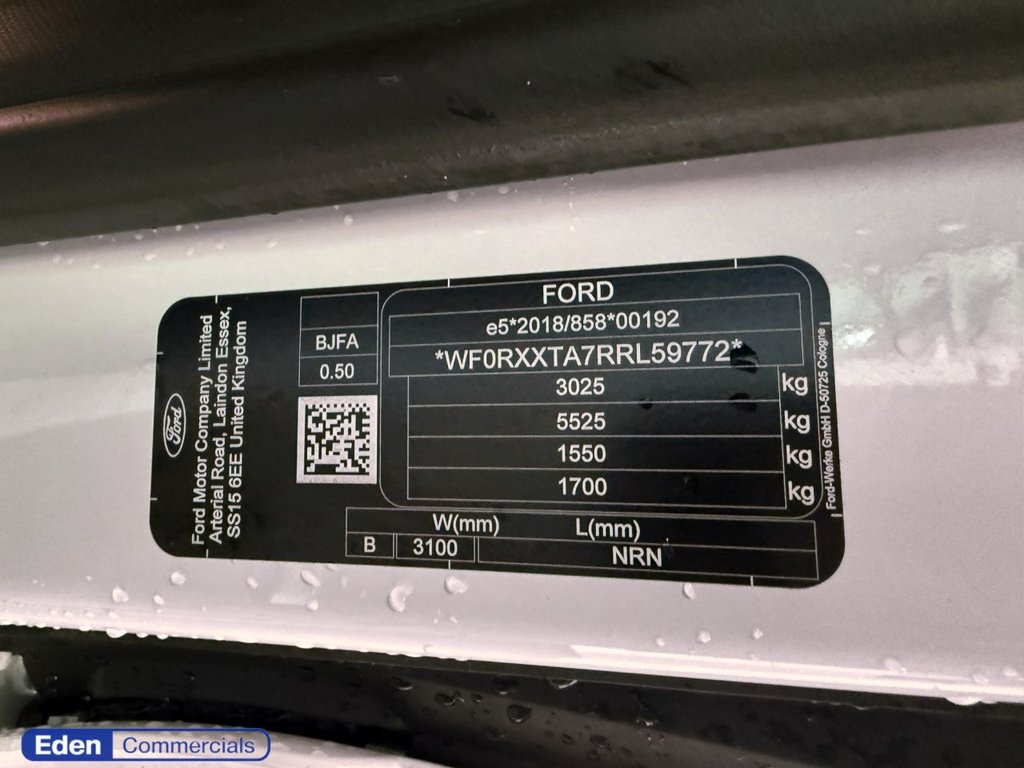 Ford
Ford Motor Company Limited
Arterial Road, Laindon Essex,
SS15 6EE United Kingdom
BJFA
0.50
FORD
e5*2018/858*00192
*WF0RXXTA7RRL59772*
3025 kg
5525 kg
1550 kg
1700 kg
Ford-Werke GmbH D-50725 Cologne
W(mm) L(mm)
B 3100 NRN
Eden Commercials